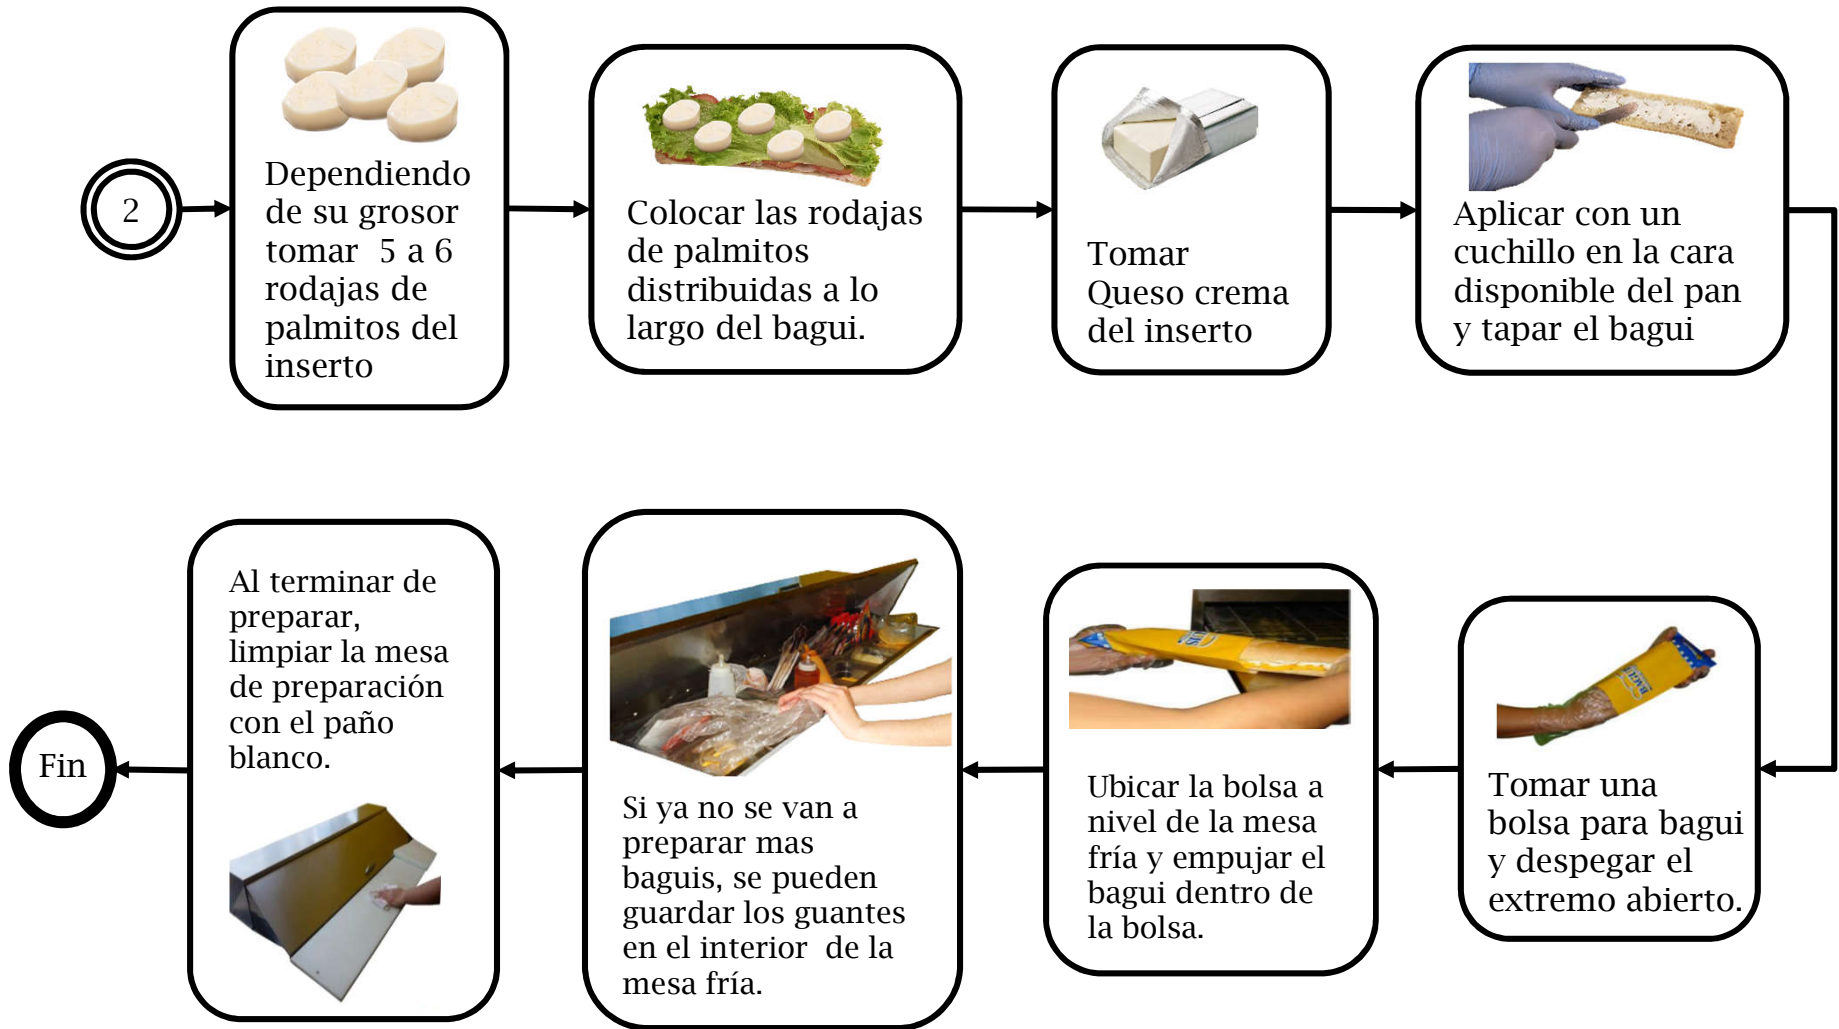 2
Dependiendo
de su grosor
tomar 5 a 6
rodajas de
palmitos del
inserto
Colocar las rodajas
de palmitos
distribuidas a lo
largo del bagui.
Tomar
Queso crema
del inserto
Aplicar con un
cuchillo en la cara
disponible del pan
y tapar el bagui
Tomar una
bolsa para bagui
y despegar el
extremo abierto.
Ubicar la bolsa a
nivel de la mesa
fría y empujar el
bagui dentro de
la bolsa.
Si ya no se van a
preparar mas
baguis, se pueden
guardar los guantes
en el interior de la
mesa fría.
Al terminar de
preparar,
limpiar la mesa
de preparación
con el paño
blanco.
Fin